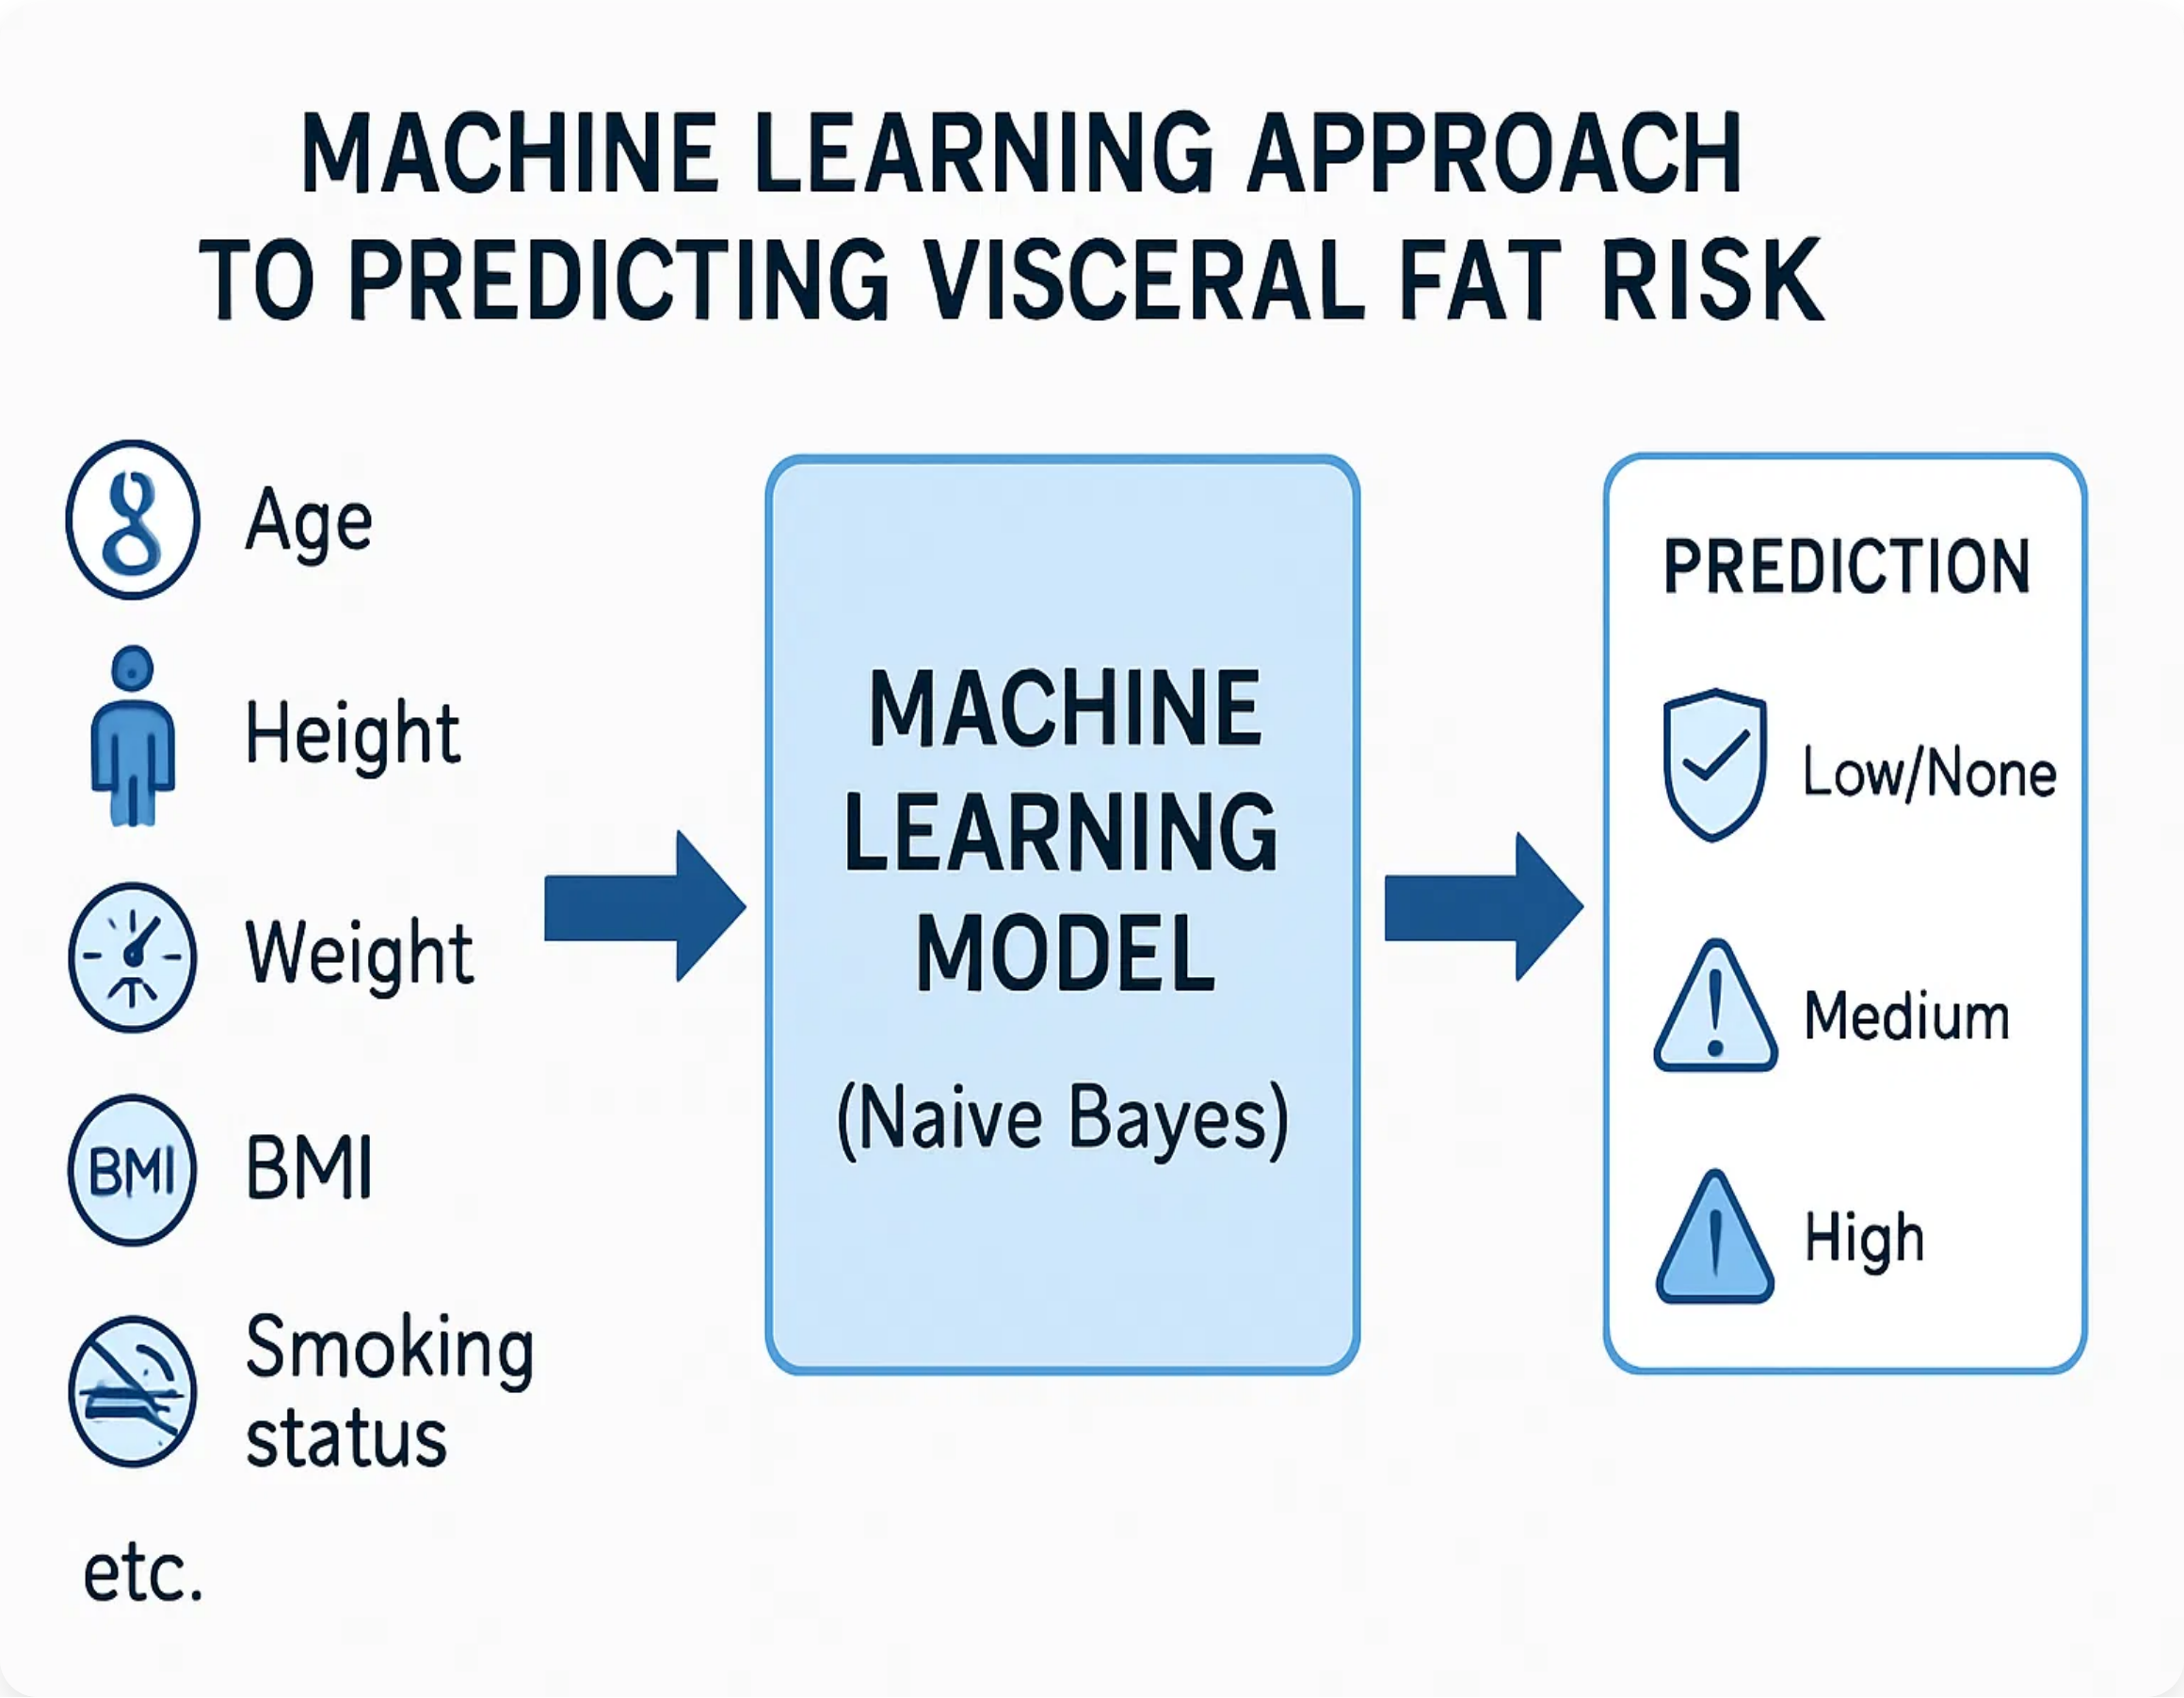 MACHINE LEARNING APPROACH
TO PREDICTING VISCERAL FAT RISK
Age
Height
Weight
BMI
BMI
Smoking
status
etc.
MACHINE
LEARNING
MODEL
(Naive Bayes)
PREDICTION
Low/None
Medium
High